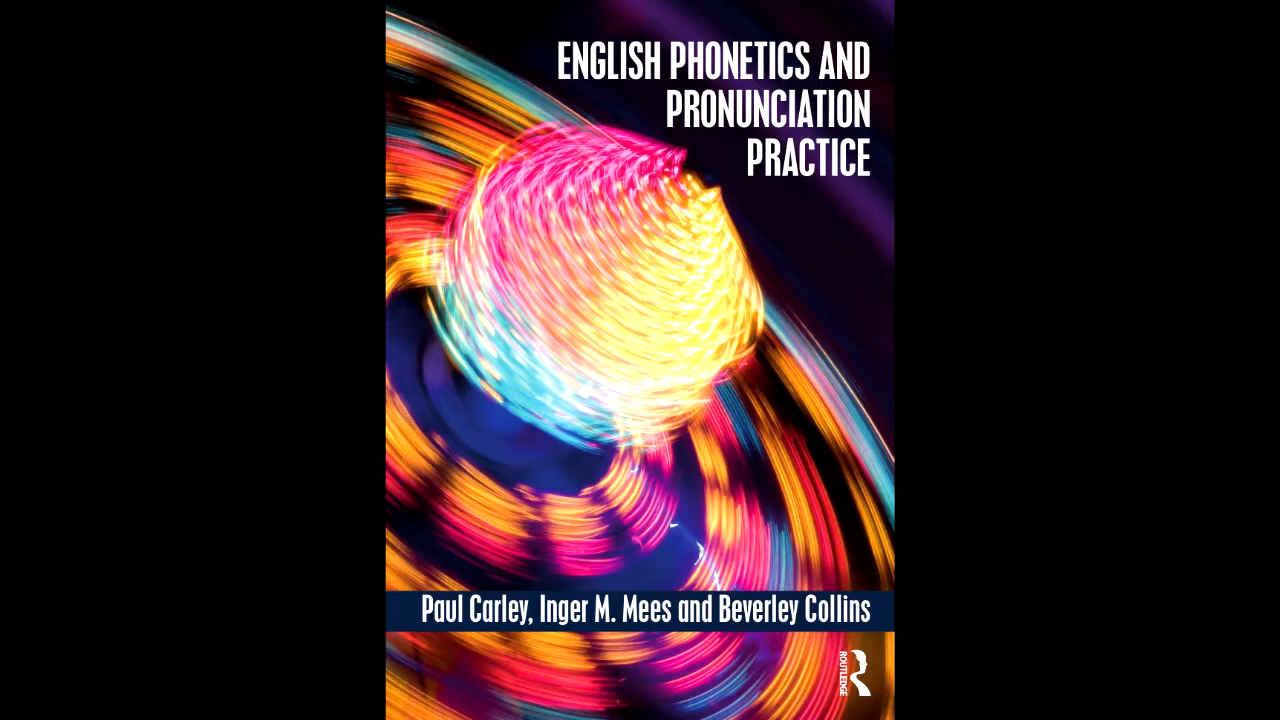 ENGLISH PHONETICS AND
PRONUNCIATION
PRACTICE
Paul Carley, Inger M. Mees and Beverley Collins
ROUTLEDGE